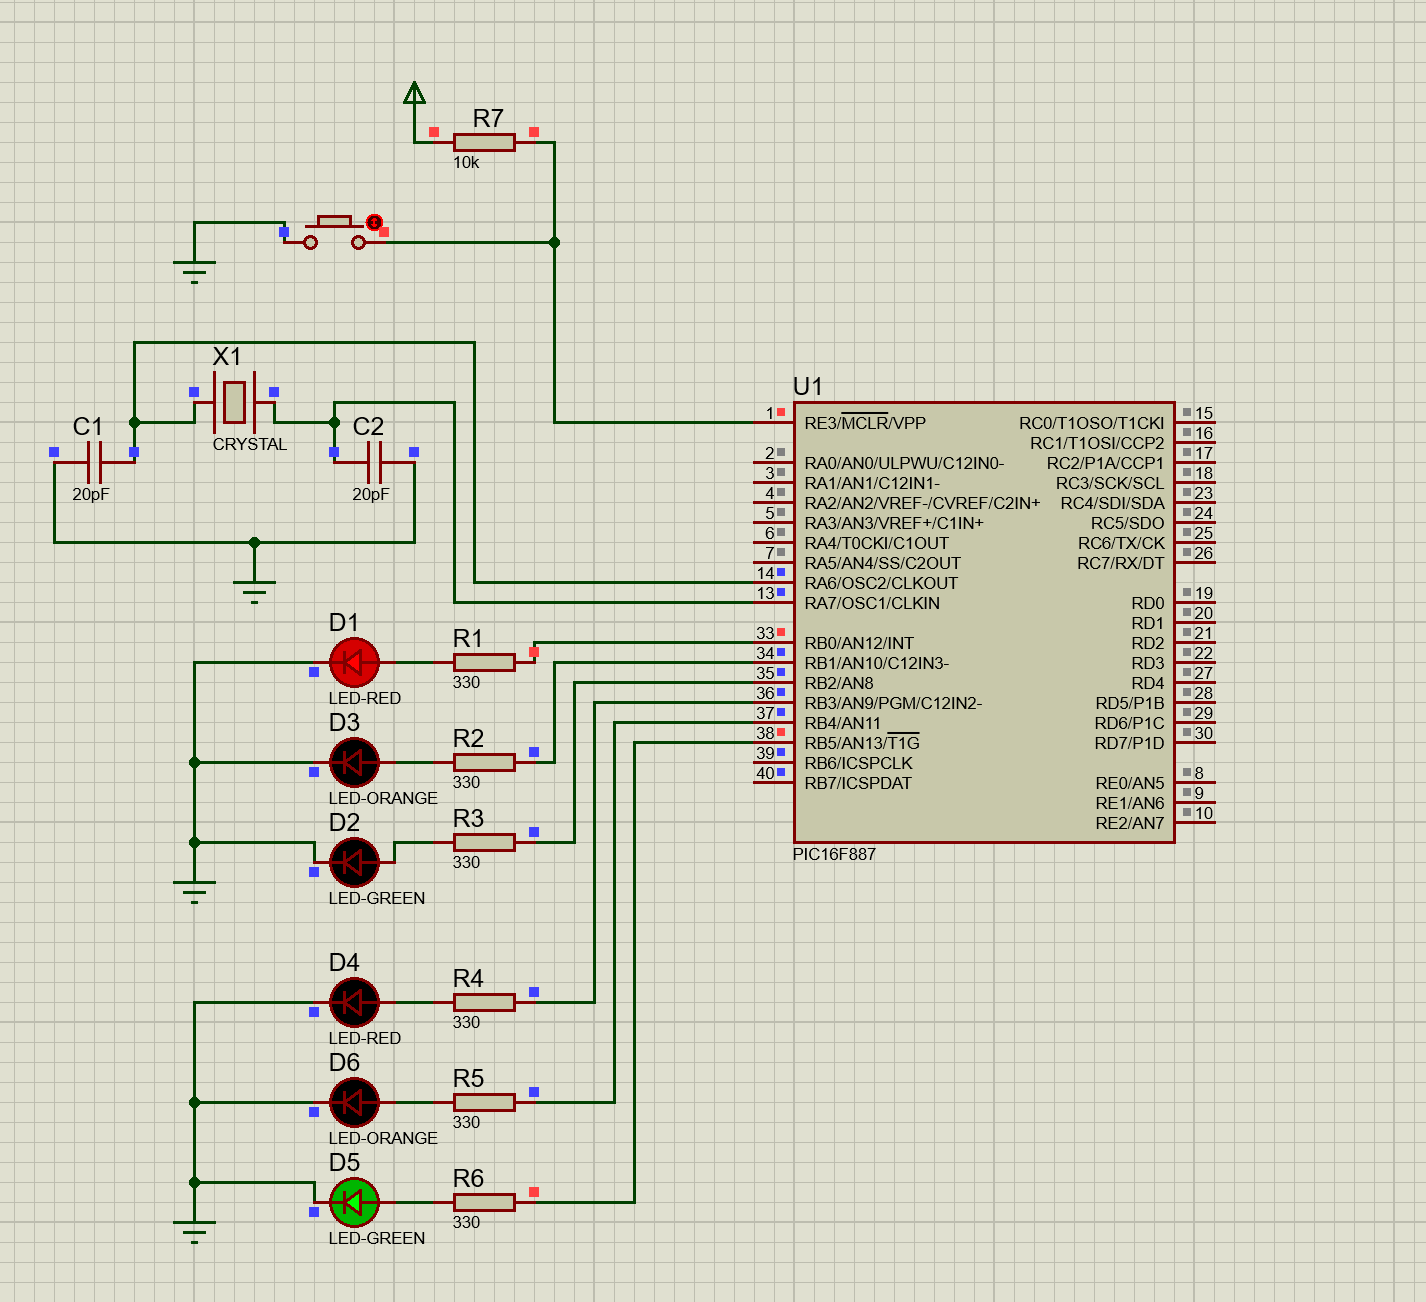 R7
10k
X1
CRYSTAL
C1
20pF
C2
20pF
D1
LED-RED
R1
330
D3
LED-ORANGE
R2
330
D2
LED-GREEN
R3
330
D4
LED-RED
R4
330
D6
LED-ORANGE
R5
330
D5
LED-GREEN
R6
330
U1
1 RE3/MCLR/VPP
2 RA0/AN0/ULPWU/C12IN0-
3 RA1/AN1/C12IN1-
4 RA2/AN2/VREF-/CVREF/C2IN+
5 RA3/AN3/VREF+/C1IN+
6 RA4/T0CKI/C1OUT
7 RA5/AN4/SS/C2OUT
14 RA6/OSC2/CLKOUT
13 RA7/OSC1/CLKIN
33 RB0/AN12/INT
34 RB1/AN10/C12IN3-
35 RB2/AN8
36 RB3/AN9/PGM/C12IN2-
37 RB4/AN11
38 RB5/AN13/T1G
39 RB6/ICSPCLK
40 RB7/ICSPDAT
RC0/T1OSO/T1CKI 15
RC1/T1OSI/CCP2 16
RC2/P1A/CCP1 17
RC3/SCK/SCL 18
RC4/SDI/SDA 23
RC5/SDO 24
RC6/TX/CK 25
RC7/RX/DT 26
RD0 19
RD1 20
RD2 21
RD3 22
RD4 27
RD5/P1B 28
RD6/P1C 29
RD7/P1D 30
RE0/AN5 8
RE1/AN6 9
RE2/AN7 10
PIC16F887